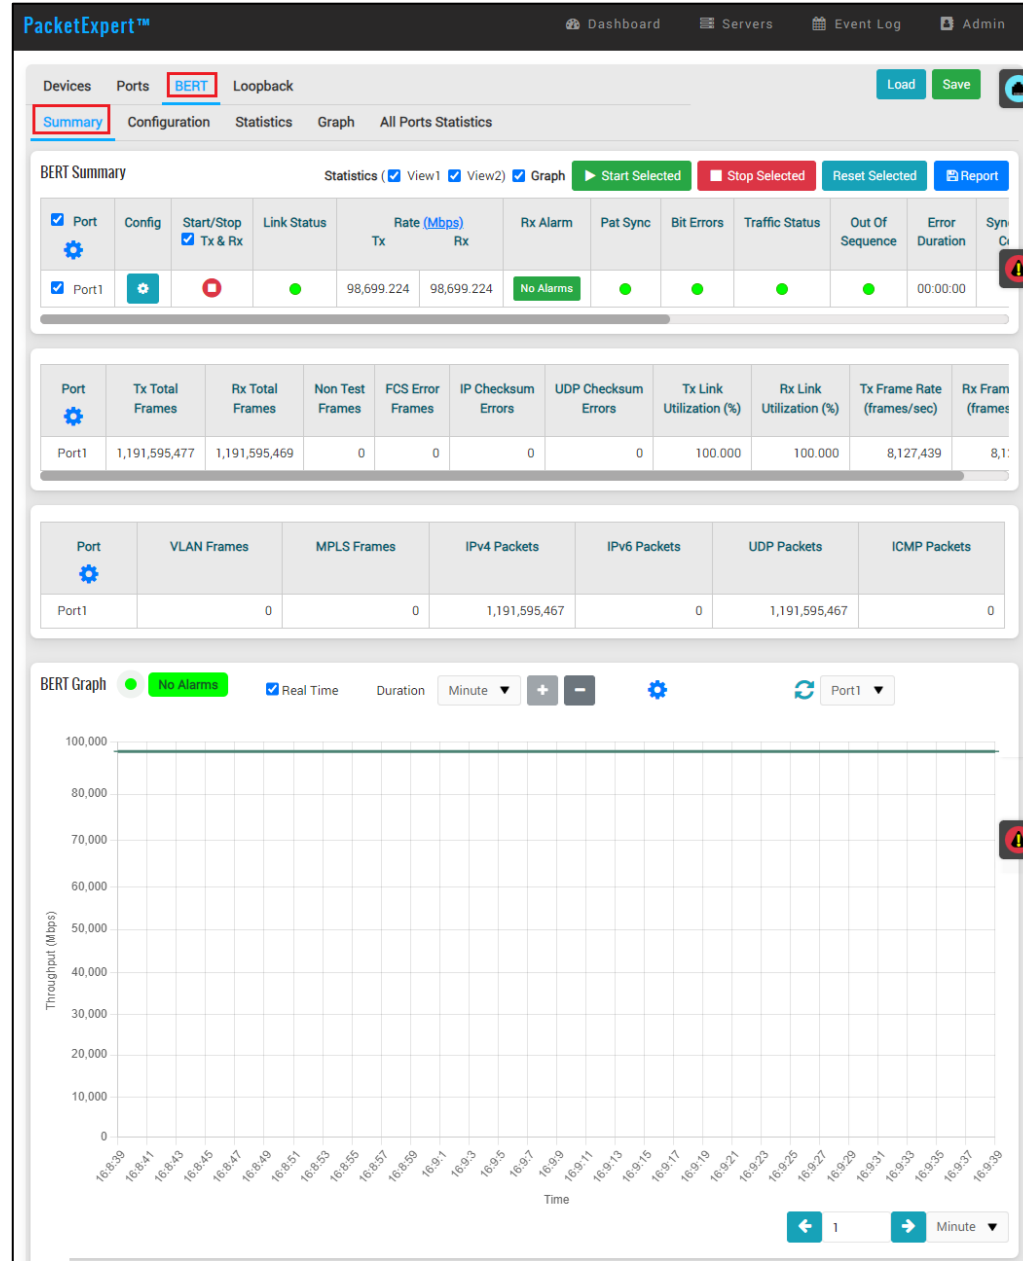 PacketExpert™ Dashboard Servers Event Log Admin
Devices Ports BERT Loopback Load Save
Summary Configuration Statistics Graph All Ports Statistics
BERT Summary Statistics ( View1 View2) Graph Start Selected Stop Selected Reset Selected Report
Port Config Start/Stop Link Status Rate (Mbps) Rx Alarm Pat Sync Bit Errors Traffic Status Out Of Error
Tx & Rx Tx Rx Sequence Duration
Port1 98,699.224 98,699.224 No Alarms 00:00:00
Port Tx Total Rx Total Non Test FCS Error IP Checksum UDP Checksum Tx Link Rx Link Tx Frame Rate Rx Fram
Frames Frames Frames Frames Errors Errors Utilization (%) Utilization (%) (frames/sec) (frames
Port1 1,191,595,477 1,191,595,469 0 0 0 0 100.000 100.000 8,127,439
Port VLAN Frames MPLS Frames IPv4 Packets IPv6 Packets UDP Packets ICMP Packets
Port1 0 0 1,191,595,467 0 1,191,595,467 0
BERT Graph No Alarms Real Time Duration Minute + − Port1
100,000
80,000
70,000
60,000
50,000
40,000
30,000
20,000
10,000
0
Throughput (Mbps)
16:8:39 16:8:41 16:8:43 16:8:45 16:8:47 16:8:49 16:8:51 16:8:53 16:8:55 16:8:57 16:8:59 16:9:1 16:9:3 16:9:5 16:9:7 16:9:9 16:9:11 16:9:13 16:9:15 16:9:17 16:9:19 16:9:21 16:9:23 16:9:25 16:9:27 16:9:29 16:9:31 16:9:33 16:9:35 16:9:37 16:9:39
Time
1 Minute